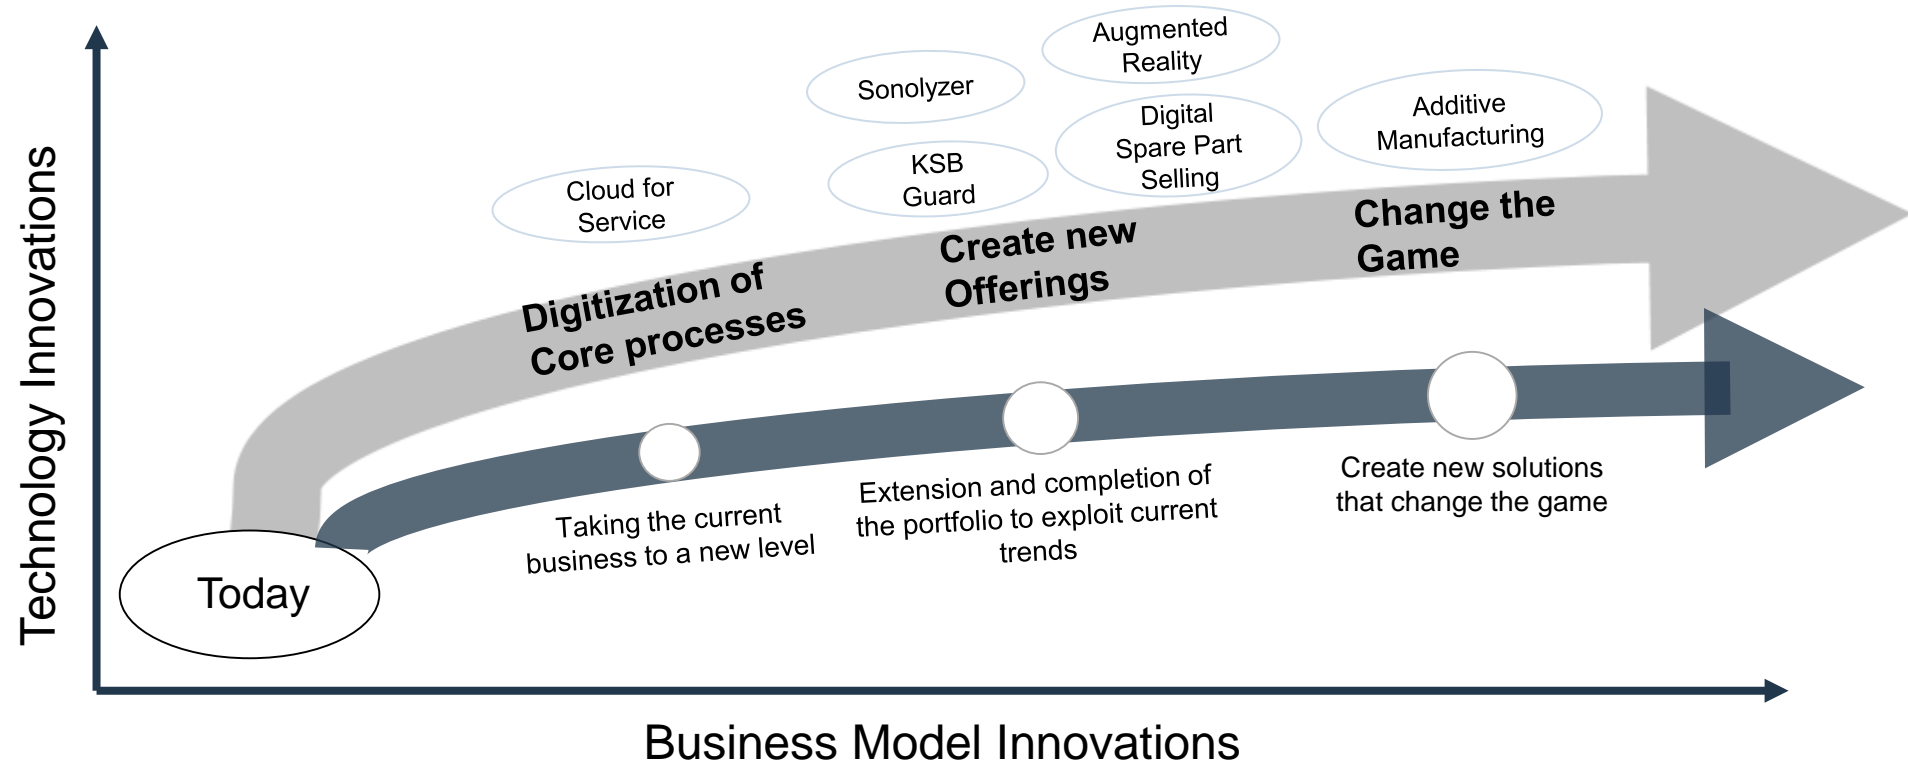 Augmented
Reality
Sonolyzer
Additive
Manufacturing
Digital
Spare Part
Selling
KSB
Guard
Cloud for
Service
Change the
Game
Create new
Offerings
Digitization of
Core processes
Technology Innovations
Create new solutions
that change the game
Extension and completion of
the portfolio to exploit current
trends
Taking the current
business to a new level
Today
Business Model Innovations